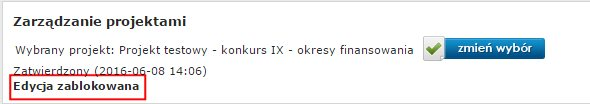 Zarządzanie projektami
Wybrany projekt: Projekt testowy - konkurs IX - okresy finansowania zmień wybór
Zatwierdzony (2016-06-08 14:06)
Edycja zablokowana